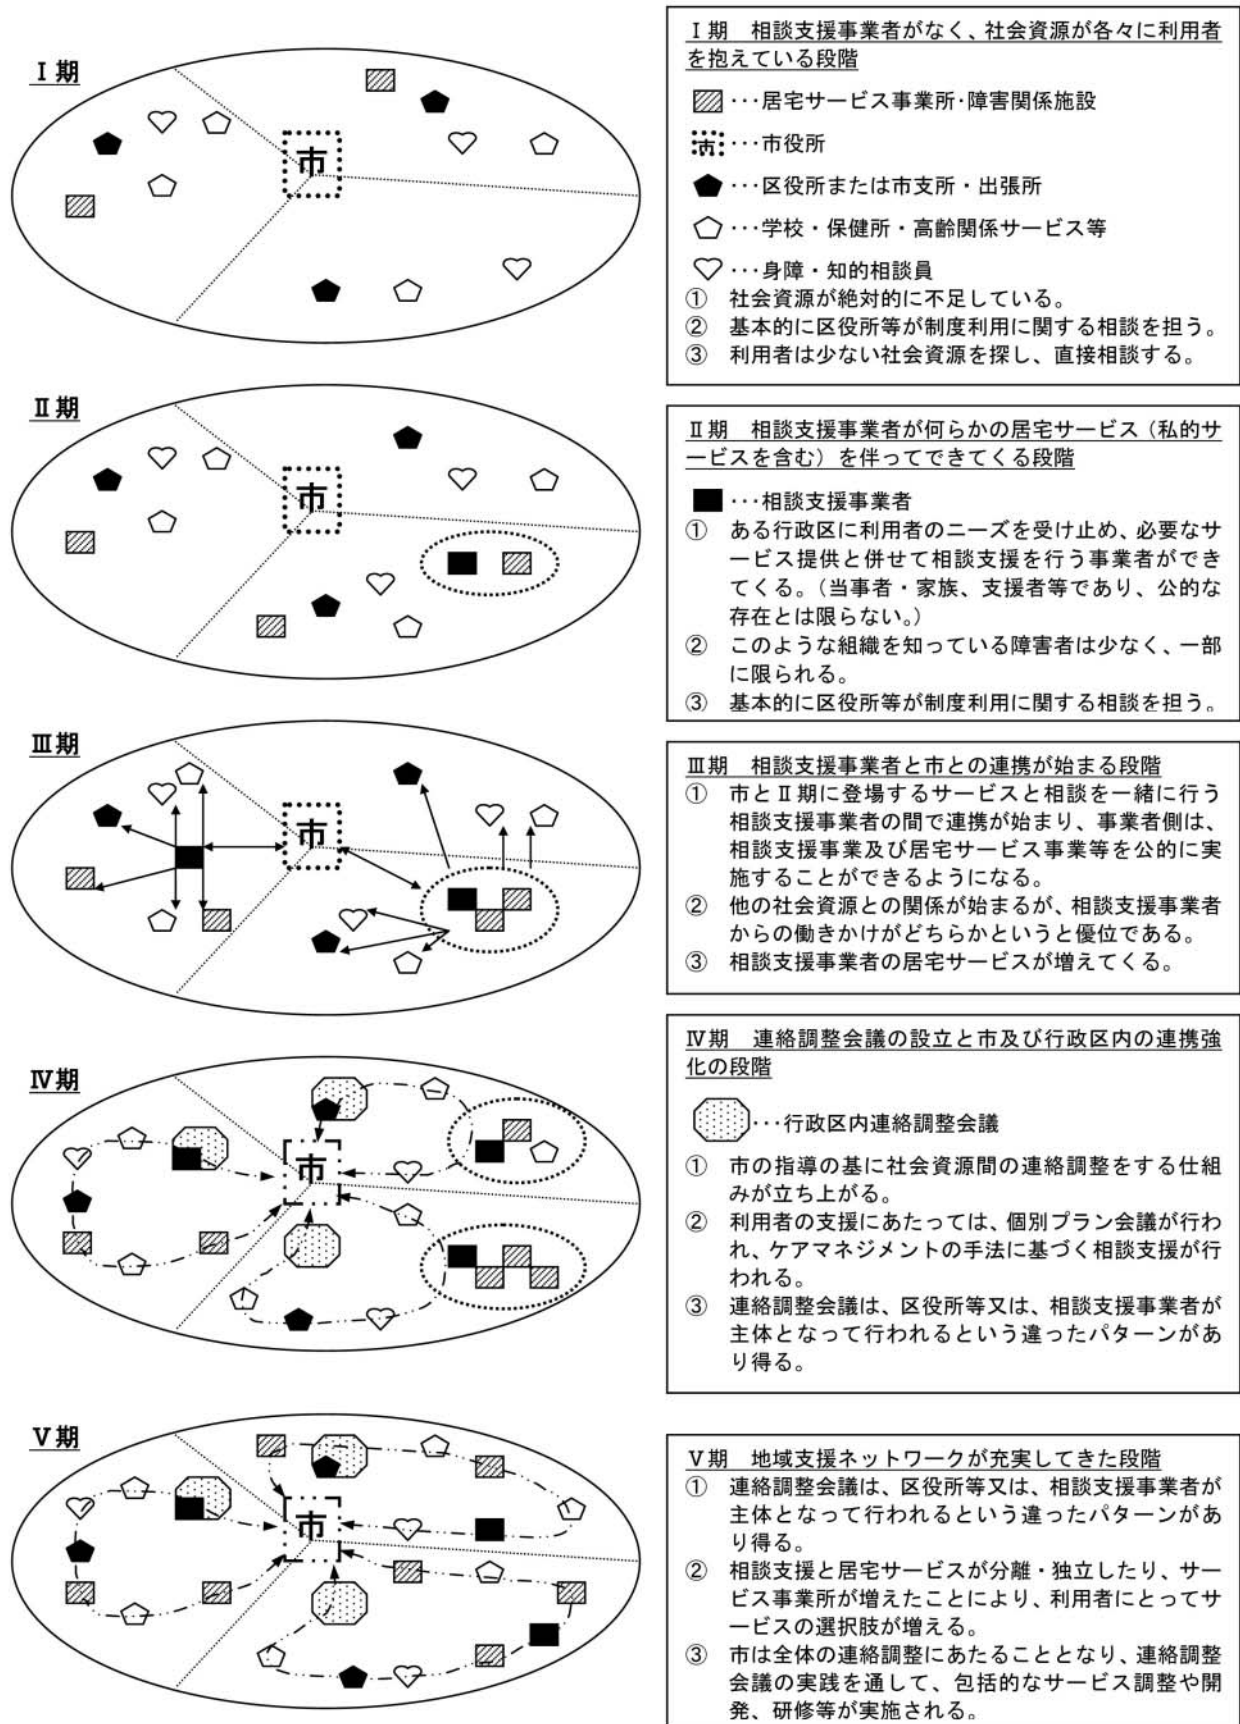 Ⅰ期
市
Ⅰ期　相談支援事業者がなく、社会資源が各々に利用者
を抱えている段階
･･･居宅サービス事業所･障害関係施設
市･･･市役所
･･･区役所または市支所・出張所
･･･学校・保健所・高齢関係サービス等
･･･身障・知的相談員
①　社会資源が絶対的に不足している。
②　基本的に区役所等が制度利用に関する相談を担う。
③　利用者は少ない社会資源を探し、直接相談する。
Ⅱ期
市
Ⅱ期　相談支援事業者が何らかの居宅サービス（私的サ
ービスを含む）を伴ってできてくる段階
･･･相談支援事業者
①　ある行政区に利用者のニーズを受け止め、必要なサ
ービス提供と併せて相談支援を行う事業者ができ
てくる。（当事者・家族、支援者等であり、公的な
存在とは限らない。）
②　このような組織を知っている障害者は少なく、一部
に限られる。
③　基本的に区役所等が制度利用に関する相談を担う。
Ⅲ期
市
Ⅲ期　相談支援事業者と市との連携が始まる段階
①　市とⅡ期に登場するサービスと相談を一緒に行う
相談支援事業者の間で連携が始まり、事業者側は、
相談支援事業及び居宅サービス事業等を公的に実
施することができるようになる。
②　他の社会資源との関係が始まるが、相談支援事業者
からの働きかけがどちらかというと優位である。
③　相談支援事業者の居宅サービスが増えてくる。
Ⅳ期
市
Ⅳ期　連絡調整会議の設立と市及び行政区内の連携強
化の段階
･･･行政区内連絡調整会議
①　市の指導の基に社会資源間の連絡調整をする仕組
みが立ち上がる。
②　利用者の支援にあたっては、個別プラン会議が行わ
れ、ケアマネジメントの手法に基づく相談支援が行
われる。
③　連絡調整会議は、区役所等又は、相談支援事業者が
主体となって行われるという違ったパターンがあ
り得る。
Ⅴ期
市
Ⅴ期　地域支援ネットワークが充実してきた段階
①　連絡調整会議は、区役所等又は、相談支援事業者が
主体となって行われるという違ったパターンがあ
り得る。
②　相談支援と居宅サービスが分離・独立したり、サー
ビス事業所が増えたことにより、利用者にとってサ
ービスの選択肢が増える。
③　市は全体の連絡調整にあたることとなり、連絡調整
会議の実践を通して、包括的なサービス調整や開
発、研修等が実施される。